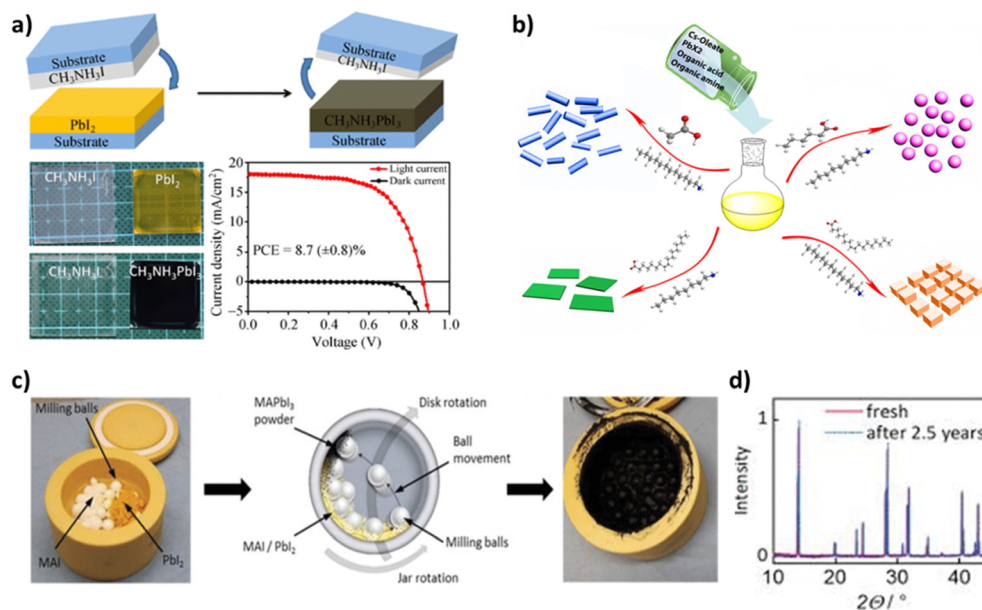 a)
Substrate
CH3NH3I
PbI2
Substrate
Substrate
CH3NH3I
CH3NH3PbI3
Substrate
CH3NH3I
PbI2
CH3NH3I
CH3NH3PbI3
Current density (mA/cm2)
20
15
10
5
0
−5
Light current
Dark current
PCE = 8.7 (±0.8)%
0.0 0.2 0.4 0.6 0.8 1.0
Voltage (V)
b)
Cs-Oleate
PbX2
Organic acid
Organic amine
c)
Milling balls
MAI
PbI2
MAPbI3
powder
Disk rotation
Ball
movement
MAI / PbI2
Milling balls
Jar rotation
d)
Intensity
1
0
fresh
after 2.5 years
10 20 30 40
2Θ / °